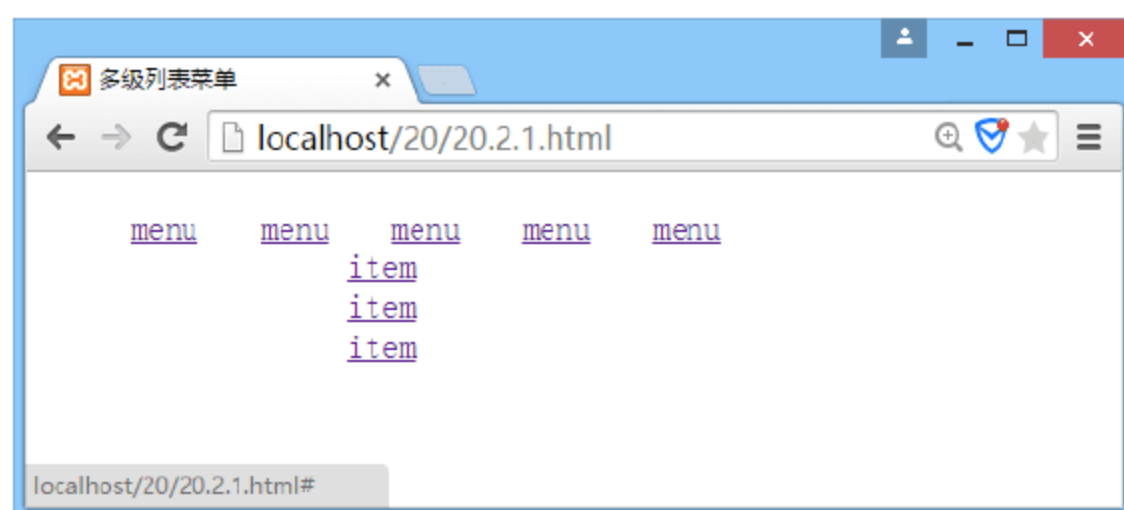 多级列表菜单
localhost/20/20.2.1.html
menu menu menu menu menu
item
item
item
localhost/20/20.2.1.html#